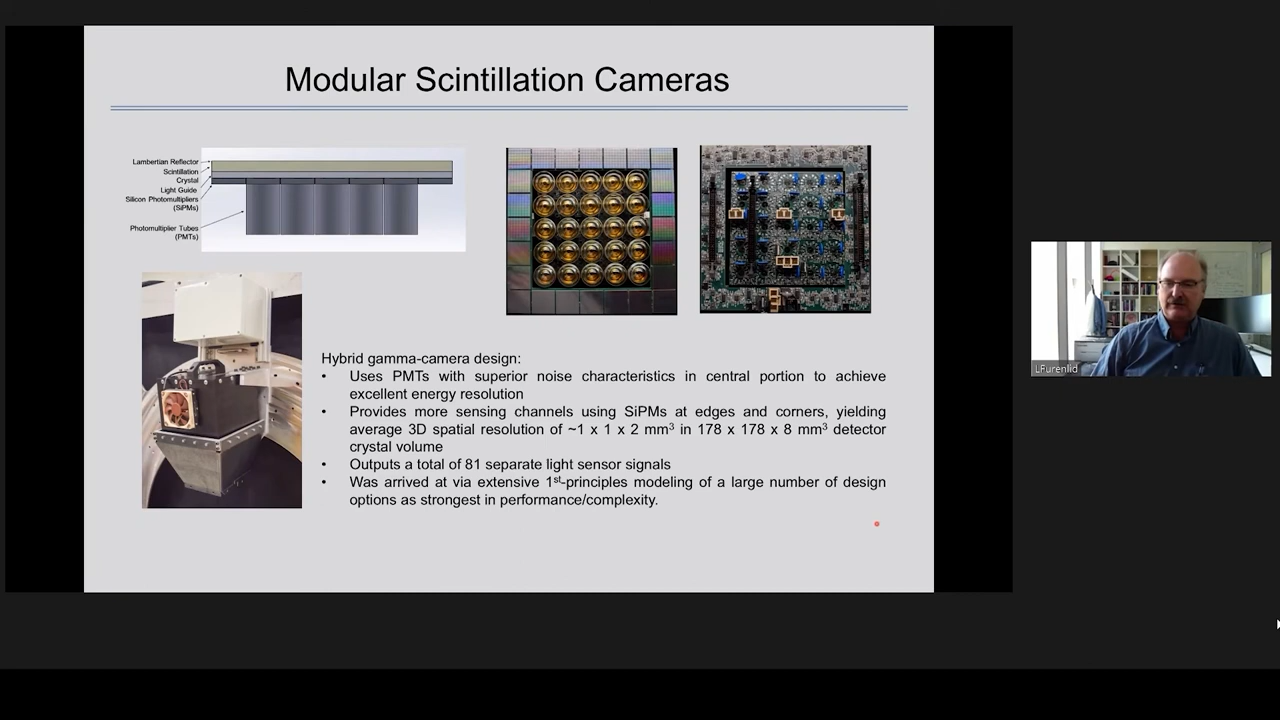 Modular Scintillation Cameras
Lambertian Reflector
Scintillation
Crystal
Light Guide
Silicon Photomultipliers
(SiPMs)
Photomultiplier Tubes
(PMTs)
Hybrid gamma-camera design:
• Uses PMTs with superior noise characteristics in central portion to achieve
excellent energy resolution
• Provides more sensing channels using SiPMs at edges and corners, yielding
average 3D spatial resolution of ~1 x 1 x 2 mm³ in 178 x 178 x 8 mm³ detector
crystal volume
• Outputs a total of 81 separate light sensor signals
• Was arrived at via extensive 1st-principles modeling of a large number of design
options as strongest in performance/complexity.
LFurenlid